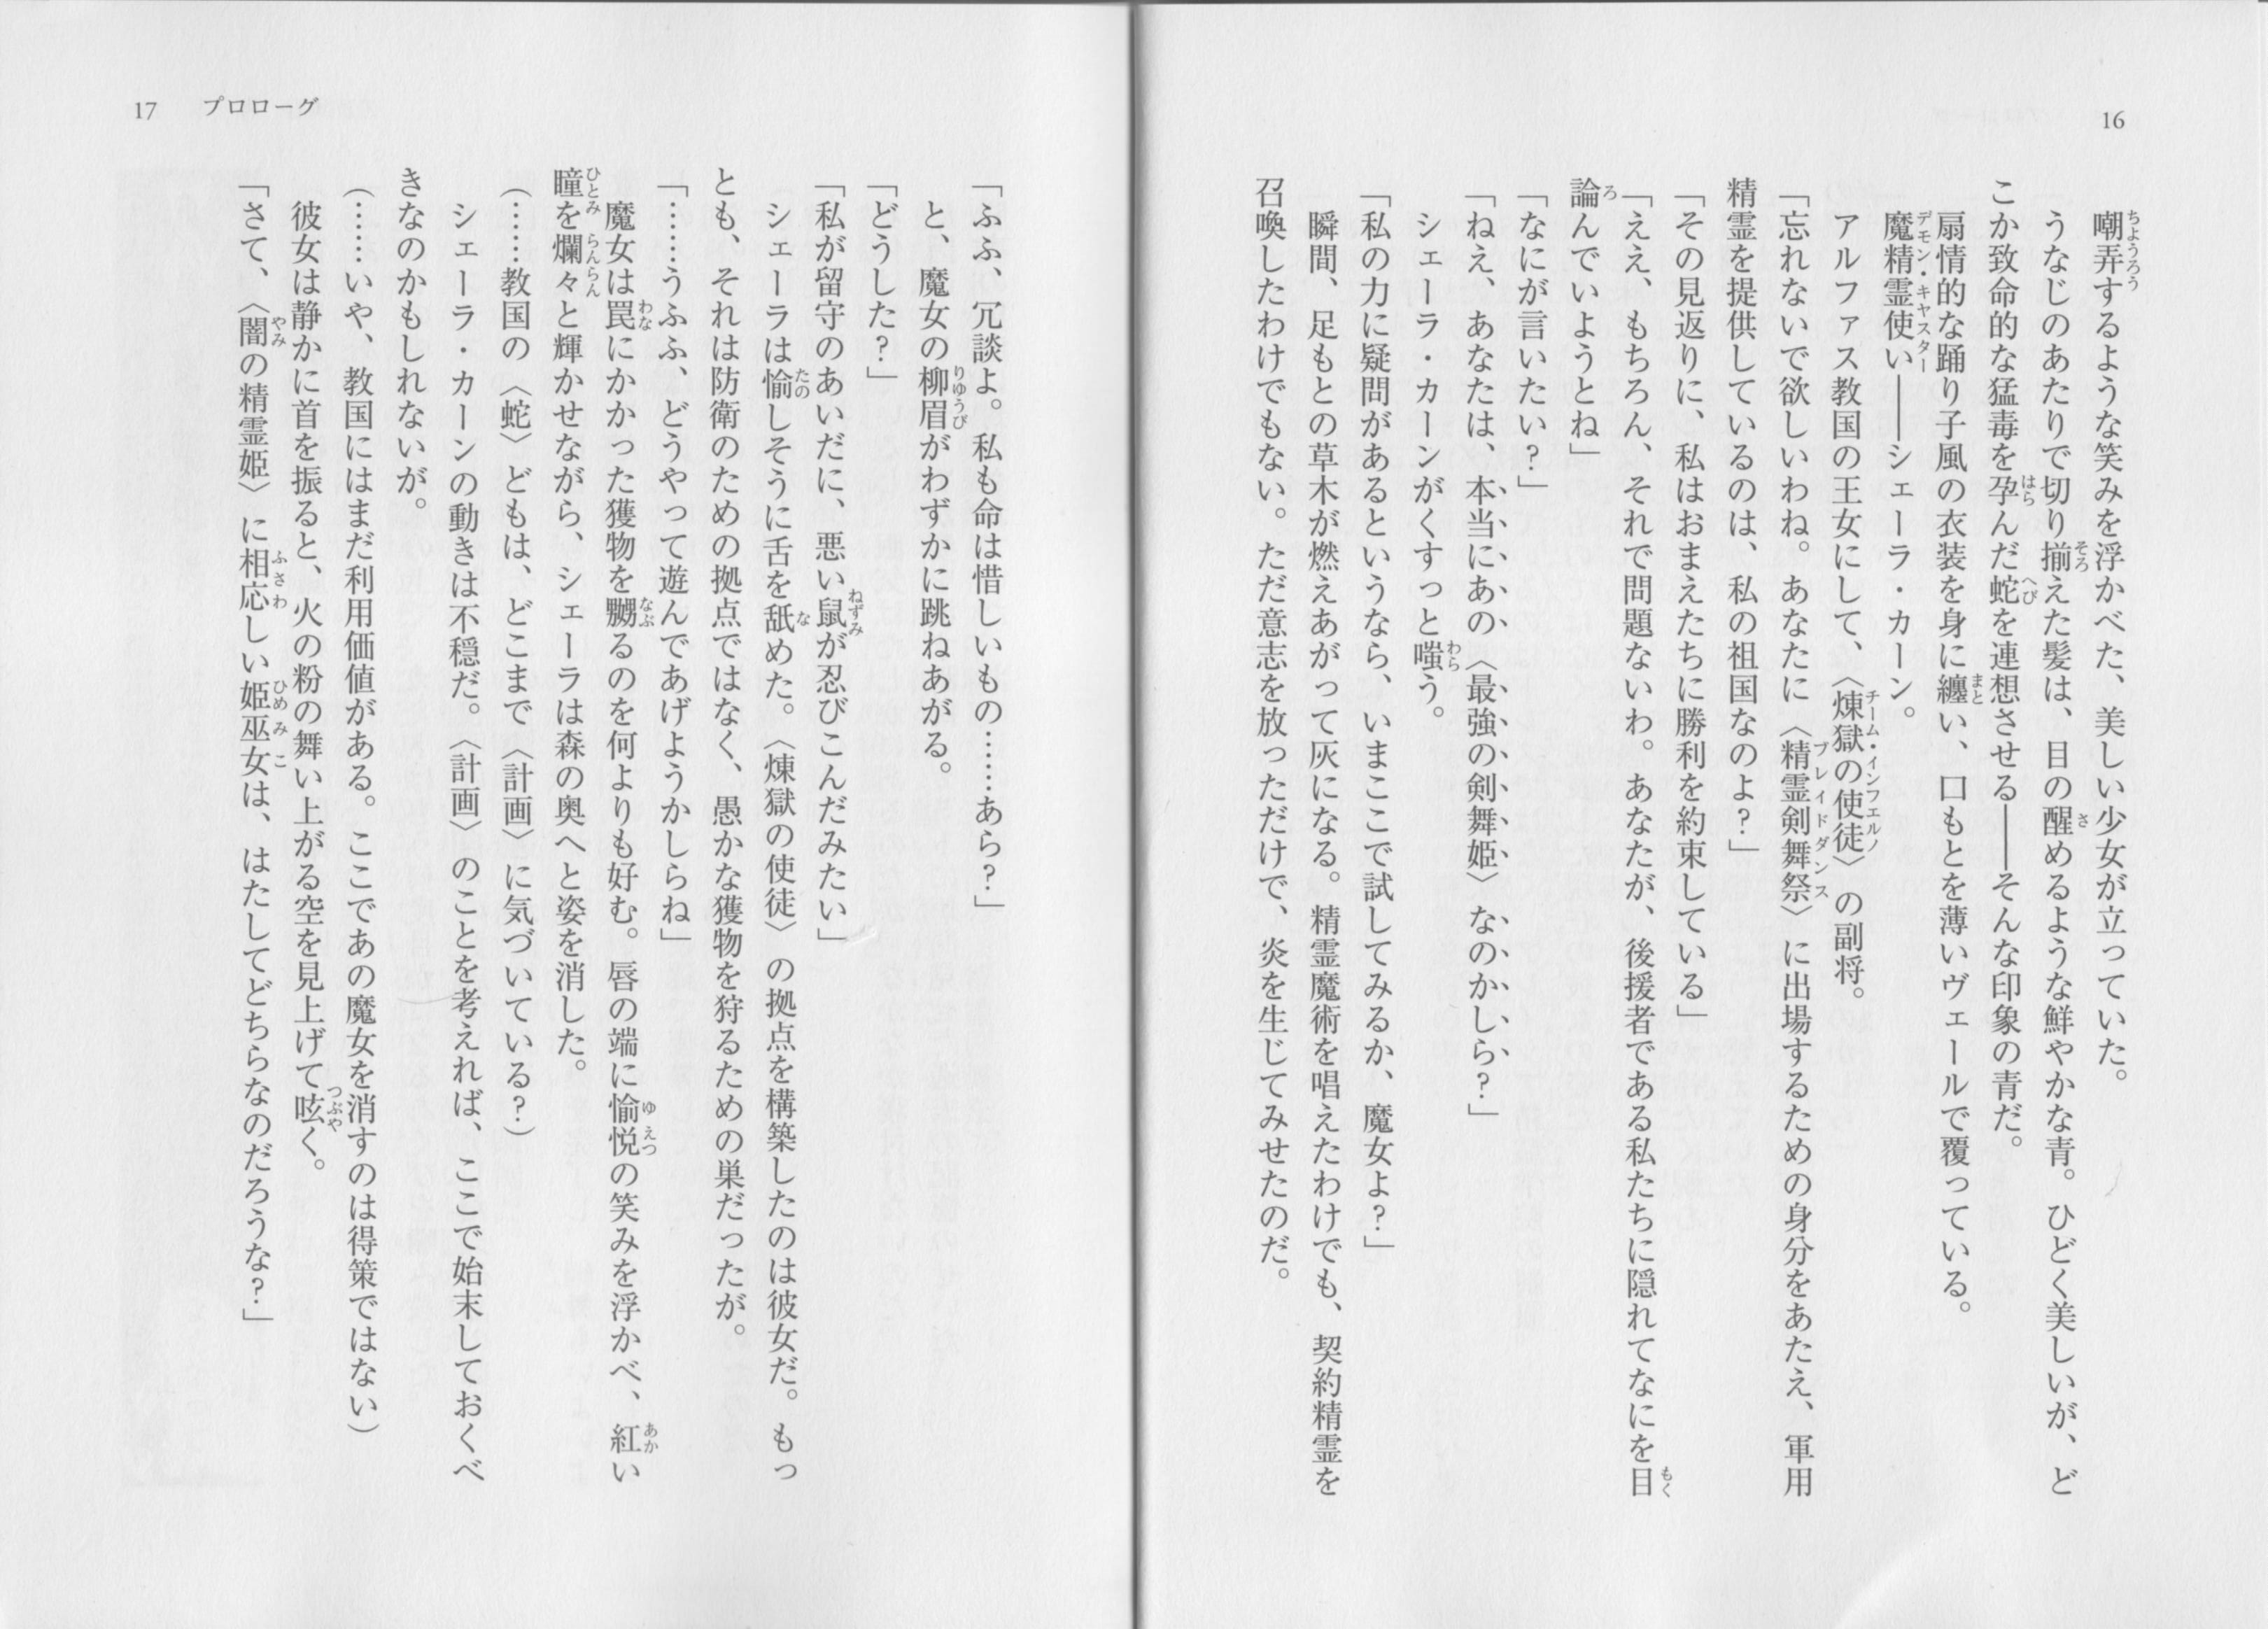 16
嘲弄するような笑みを浮かべた、美しい少女が立っていた。
うなじのあたりで切り揃えた髪は、目の醒めるような鮮やかな青。ひどく美しいが、ど
こか致命的な猛毒を孕んだ蛇を連想させる――そんな印象の青だ。
扇情的な踊り子風の衣装を身に纏い、口もとを薄いヴェールで覆っている。
魔精霊使い――シェーラ・カーン。
アルファス教国の王女にして、〈煉獄の使徒〉の副将。
「忘れないで欲しいわね。あなたに〈精霊剣舞祭〉に出場するための身分をあたえ、軍用
精霊を提供しているのは、私の祖国なのよ?」
「その見返りに、私はおまえたちに勝利を約束している」
「ええ、もちろん、それで問題ないわ。あなたが、後援者である私たちに隠れてなにを目
論んでいようとね」
「なにが言いたい?」
「ねえ、あなたは、本当にあの〈最強の剣舞姫〉なのかしら?」
シェーラ・カーンがくすっと嗤う。
「私の力に疑問があるというなら、いまここで試してみるか、魔女よ?」
瞬間、足もとの草木が燃えあがって灰になる。精霊魔術を唱えたわけでも、契約精霊を
召喚したわけでもない。ただ意志を放っただけで、炎を生じてみせたのだ。
17 プロローグ
「ふふ、冗談よ。私も命は惜しいもの……あら?」
と、魔女の柳眉がわずかに跳ねあがる。
「どうした?」
「私が留守のあいだに、悪い鼠が忍びこんだみたい」
シェーラは愉しそうに舌を舐めた。〈煉獄の使徒〉の拠点を構築したのは彼女だ。もっ
とも、それは防衛のための拠点ではなく、愚かな獲物を狩るための巣だったが。
「……うふふ、どうやって遊んであげようかしらね」
魔女は罠にかかった獲物を嬲るのを何よりも好む。唇の端に愉悦の笑みを浮かべ、紅い
瞳を爛々と輝かせながら、シェーラは森の奥へと姿を消した。
(……教国の〈蛇〉どもは、どこまで〈計画〉に気づいている?)
シェーラ・カーンの動きは不穏だ。〈計画〉のことを考えれば、ここで始末しておくべ
きなのかもしれないが。
(……いや、教国にはまだ利用価値がある。ここであの魔女を消すのは得策ではない)
彼女は静かに首を振ると、火の粉の舞い上がる空を見上げて呟く。
「さて、〈闇の精霊姫〉に相応しい姫巫女は、はたしてどちらなのだろうな?」